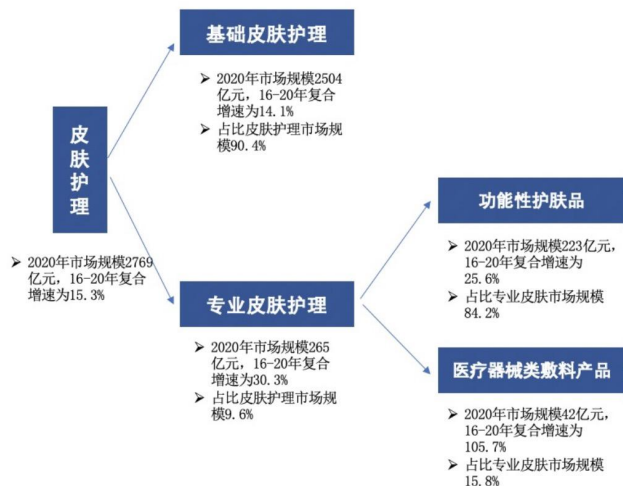 基础皮肤护理
➢ 2020年市场规模2504
亿元，16-20年复合
增速为14.1%
➢ 占比皮肤护理市场规
模90.4%
皮肤护理
➢ 2020年市场规模2769
亿元，16-20年复合
增速为15.3%
专业皮肤护理
➢ 2020年市场规模265
亿元，16-20年复合
增速为30.3%
➢ 占比皮肤护理市场规
模9.6%
功能性护肤品
➢ 2020年市场规模223亿元，
16-20年复合增速为
25.6%
➢ 占比专业皮肤市场规模
84.2%
医疗器械类敷料产品
➢ 2020年市场规模42亿元，
16-20年复合增速为
105.7%
➢ 占比专业皮肤市场规模
15.8%